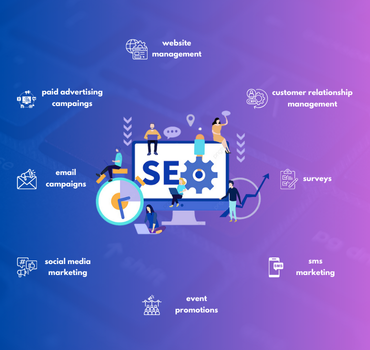 website
management
paid advertising
campaings
customer relationship
management
SEO
email
campaigns
surveys
social media
marketing
sms
marketing
event
promotions